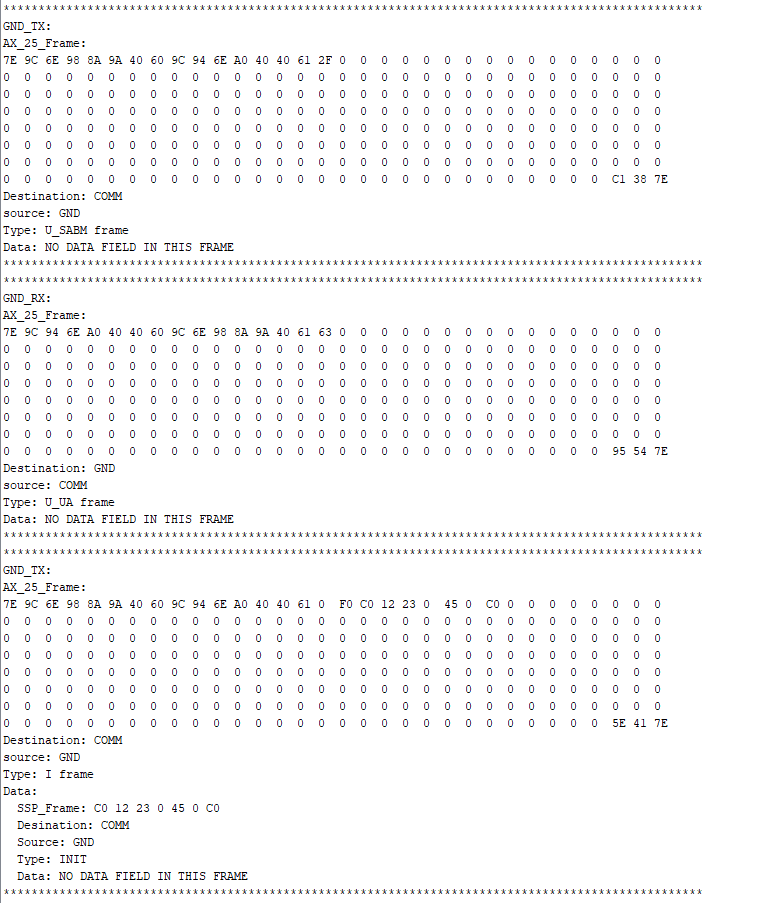 ****************************************************************************************************
GND_TX:
AX_25_Frame:
7E 9C 6E 98 8A 9A 40 60 9C 94 6E A0 40 40 61 2F 0 0 0 0 0 0 0 0 0 0 0 0 0 0 0 0
0 0 0 0 0 0 0 0 0 0 0 0 0 0 0 0 0 0 0 0 0 0 0 0 0 0 0 0 0 0 0 0
0 0 0 0 0 0 0 0 0 0 0 0 0 0 0 0 0 0 0 0 0 0 0 0 0 0 0 0 0 0 0 0
0 0 0 0 0 0 0 0 0 0 0 0 0 0 0 0 0 0 0 0 0 0 0 0 0 0 0 0 0 0 0 0
0 0 0 0 0 0 0 0 0 0 0 0 0 0 0 0 0 0 0 0 0 0 0 0 0 0 0 0 0 0 0 0
0 0 0 0 0 0 0 0 0 0 0 0 0 0 0 0 0 0 0 0 0 0 0 0 0 0 0 0 0 0 0 0
0 0 0 0 0 0 0 0 0 0 0 0 0 0 0 0 0 0 0 0 0 0 0 0 0 0 0 0 0 0 0 0
0 0 0 0 0 0 0 0 0 0 0 0 0 0 0 0 0 0 0 0 0 0 0 0 0 0 0 0 0 C1 38 7E
Destination: COMM
source: GND
Type: U_SABM frame
Data: NO DATA FIELD IN THIS FRAME
****************************************************************************************************
****************************************************************************************************
GND_RX:
AX_25_Frame:
7E 9C 94 6E A0 40 40 60 9C 6E 98 8A 9A 40 61 63 0 0 0 0 0 0 0 0 0 0 0 0 0 0 0 0
0 0 0 0 0 0 0 0 0 0 0 0 0 0 0 0 0 0 0 0 0 0 0 0 0 0 0 0 0 0 0 0
0 0 0 0 0 0 0 0 0 0 0 0 0 0 0 0 0 0 0 0 0 0 0 0 0 0 0 0 0 0 0 0
0 0 0 0 0 0 0 0 0 0 0 0 0 0 0 0 0 0 0 0 0 0 0 0 0 0 0 0 0 0 0 0
0 0 0 0 0 0 0 0 0 0 0 0 0 0 0 0 0 0 0 0 0 0 0 0 0 0 0 0 0 0 0 0
0 0 0 0 0 0 0 0 0 0 0 0 0 0 0 0 0 0 0 0 0 0 0 0 0 0 0 0 0 0 0 0
0 0 0 0 0 0 0 0 0 0 0 0 0 0 0 0 0 0 0 0 0 0 0 0 0 0 0 0 0 0 0 0
0 0 0 0 0 0 0 0 0 0 0 0 0 0 0 0 0 0 0 0 0 0 0 0 0 0 0 0 0 95 54 7E
Destination: GND
source: COMM
Type: U_UA frame
Data: NO DATA FIELD IN THIS FRAME
****************************************************************************************************
****************************************************************************************************
GND_TX:
AX_25_Frame:
7E 9C 6E 98 8A 9A 40 60 9C 94 6E A0 40 40 61 0 F0 C0 12 23 0 45 0 C0 0 0 0 0 0 0 0 0
0 0 0 0 0 0 0 0 0 0 0 0 0 0 0 0 0 0 0 0 0 0 0 0 0 0 0 0 0 0 0 0
0 0 0 0 0 0 0 0 0 0 0 0 0 0 0 0 0 0 0 0 0 0 0 0 0 0 0 0 0 0 0 0
0 0 0 0 0 0 0 0 0 0 0 0 0 0 0 0 0 0 0 0 0 0 0 0 0 0 0 0 0 0 0 0
0 0 0 0 0 0 0 0 0 0 0 0 0 0 0 0 0 0 0 0 0 0 0 0 0 0 0 0 0 0 0 0
0 0 0 0 0 0 0 0 0 0 0 0 0 0 0 0 0 0 0 0 0 0 0 0 0 0 0 0 0 0 0 0
0 0 0 0 0 0 0 0 0 0 0 0 0 0 0 0 0 0 0 0 0 0 0 0 0 0 0 0 0 0 0 0
0 0 0 0 0 0 0 0 0 0 0 0 0 0 0 0 0 0 0 0 0 0 0 0 0 0 0 0 0 5E 41 7E
Destination: COMM
source: GND
Type: I frame
Data:
SSP_Frame: C0 12 23 0 45 0 C0
Desination: COMM
Source: GND
Type: INIT
Data: NO DATA FIELD IN THIS FRAME
****************************************************************************************************